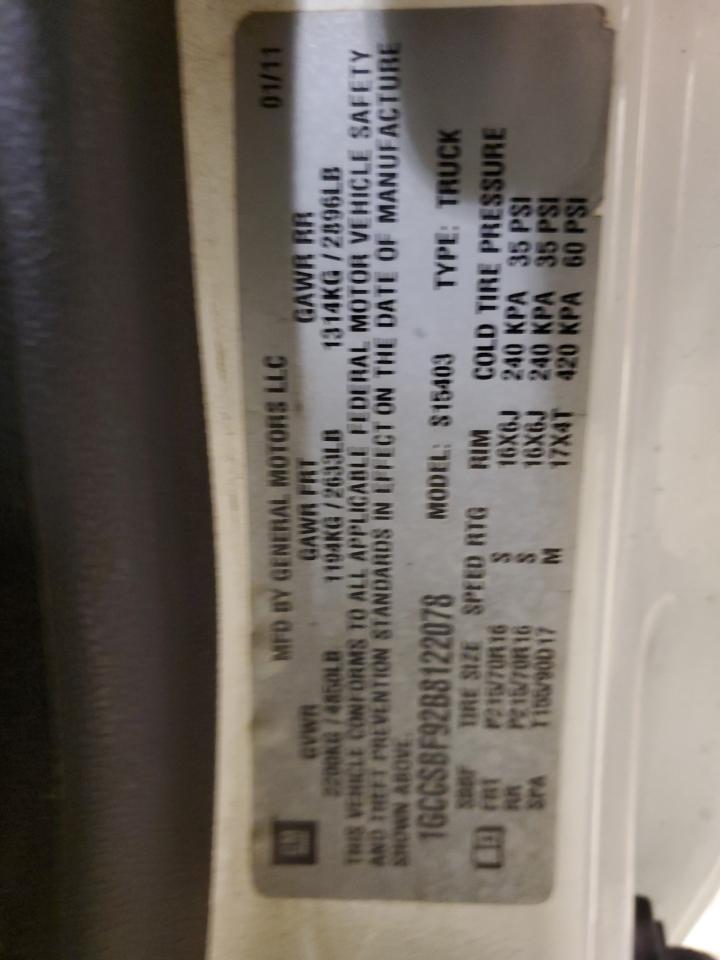 GM
MFD BY GENERAL MOTORS LLC 01/11
GVWR GAWR FRT GAWR RR
2200KG / 4850LB 1194KG / 2633LB 1314KG / 2896LB
THIS VEHICLE CONFORMS TO ALL APPLICABLE FEDERAL MOTOR VEHICLE SAFETY
AND THEFT PREVENTION STANDARDS IN EFFECT ON THE DATE OF MANUFACTURE
SHOWN ABOVE.
1GCCSBF92B8122078 MODEL: S15403 TYPE: TRUCK
TIRE SIZE SPEED RTG RIM COLD TIRE PRESSURE
FRT P215/70R16 S 16X6J 240 KPA 35 PSI
RR P215/70R16 S 16X6J 240 KPA 35 PSI
SPA T155/90D17 M 17X4T 420 KPA 60 PSI